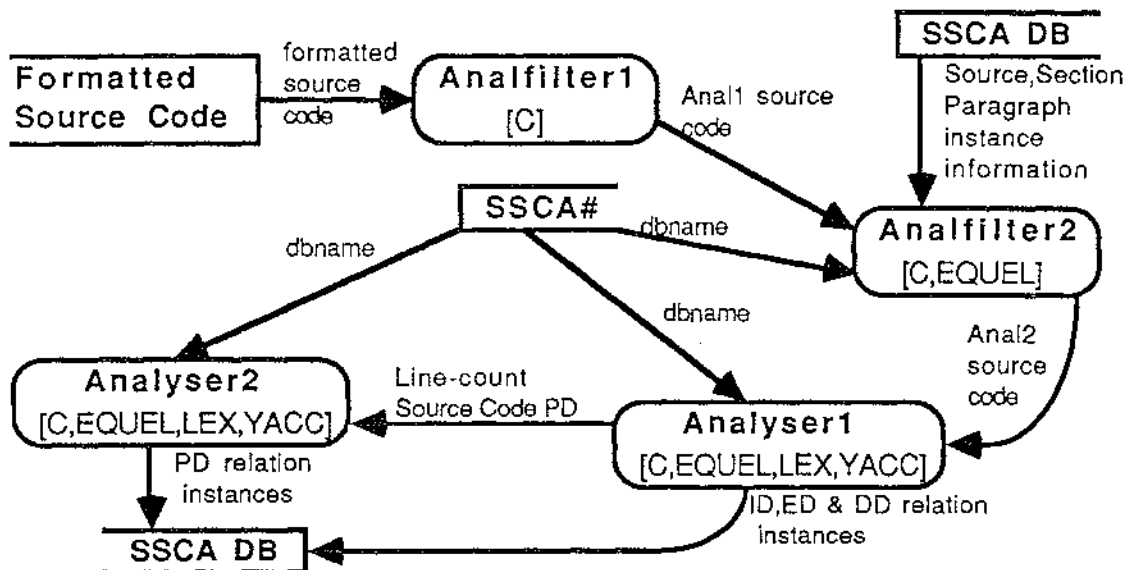 SSCA DB
Formatted
Source Code
formatted
source
code
Analfilter1
[C]
Anal1 source
code
Source,Section
Paragraph
instance
information
SSCA#
dbname
dbname
dbname
Analfilter2
[C,EQUEL]
Anal2
source
code
Analyser2
[C,EQUEL,LEX,YACC]
Line-count
Source Code PD
Analyser1
[C,EQUEL,LEX,YACC]
PD relation
instances
ID,ED & DD relation
instances
SSCA DB